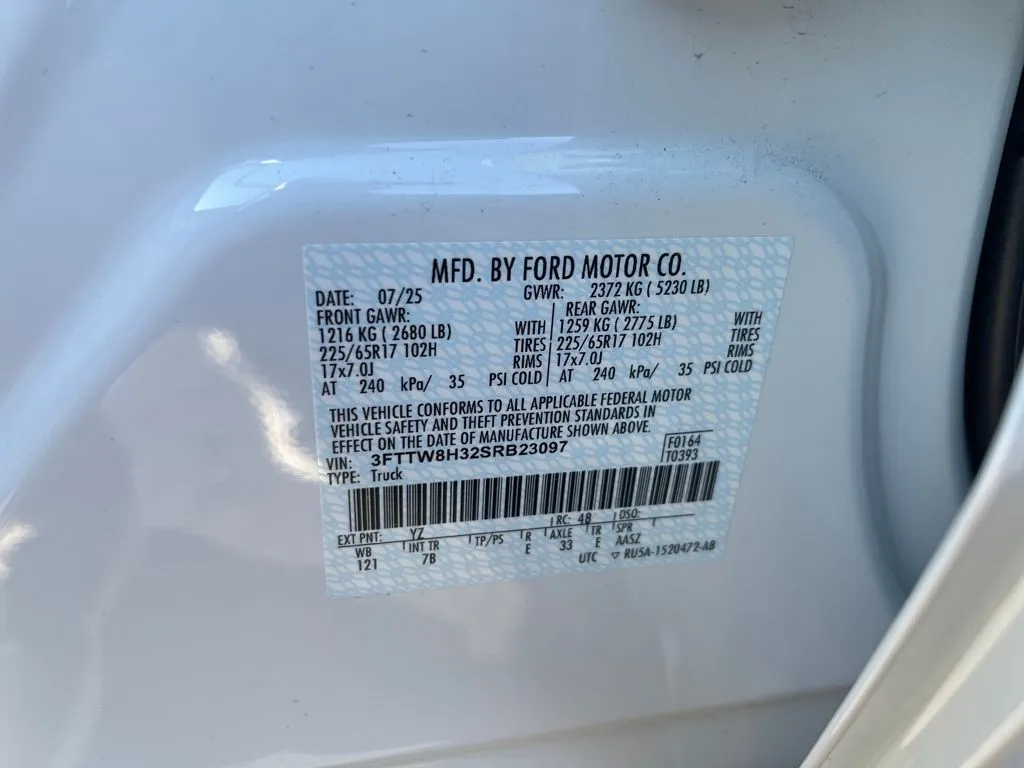 MFD. BY FORD MOTOR CO.
DATE: 07/25 GVWR: 2372 KG ( 5230 LB)
FRONT GAWR: REAR GAWR:
1216 KG ( 2680 LB) WITH 1259 KG ( 2775 LB) WITH
225/65R17 102H TIRES 225/65R17 102H TIRES
17x7.0J RIMS 17x7.0J RIMS
AT 240 kPa/ 35 PSI COLD AT 240 kPa/ 35 PSI COLD
THIS VEHICLE CONFORMS TO ALL APPLICABLE FEDERAL MOTOR
VEHICLE SAFETY AND THEFT PREVENTION STANDARDS IN
EFFECT ON THE DATE OF MANUFACTURE SHOWN ABOVE.
VIN: 3FTTW8H32SRB23097 F0164
TYPE: Truck T0393
EXT PNT: YZ RC: 48 DSO:
WB INT TR TP/PS R AXLE TR SPR
121 7B E 33 E AASZ
UTC ▽ RU5A-1520472-AB